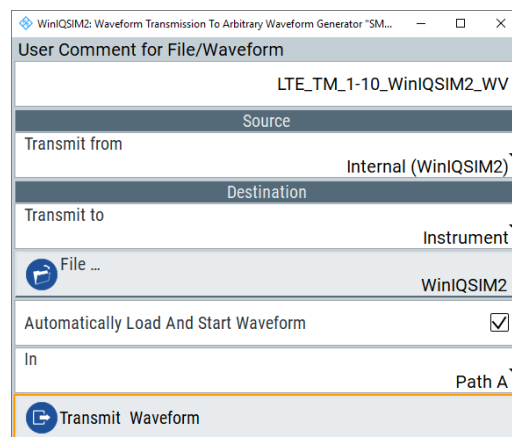 WinIQSIM2: Waveform Transmission To Arbitrary Waveform Generator "SM...
User Comment for File/Waveform
LTE_TM_1-10_WinIQSIM2_WV
Source
Transmit from
Internal (WinIQSIM2)
Destination
Transmit to
Instrument
File ...
WinIQSIM2
Automatically Load And Start Waveform
In
Path A
Transmit Waveform